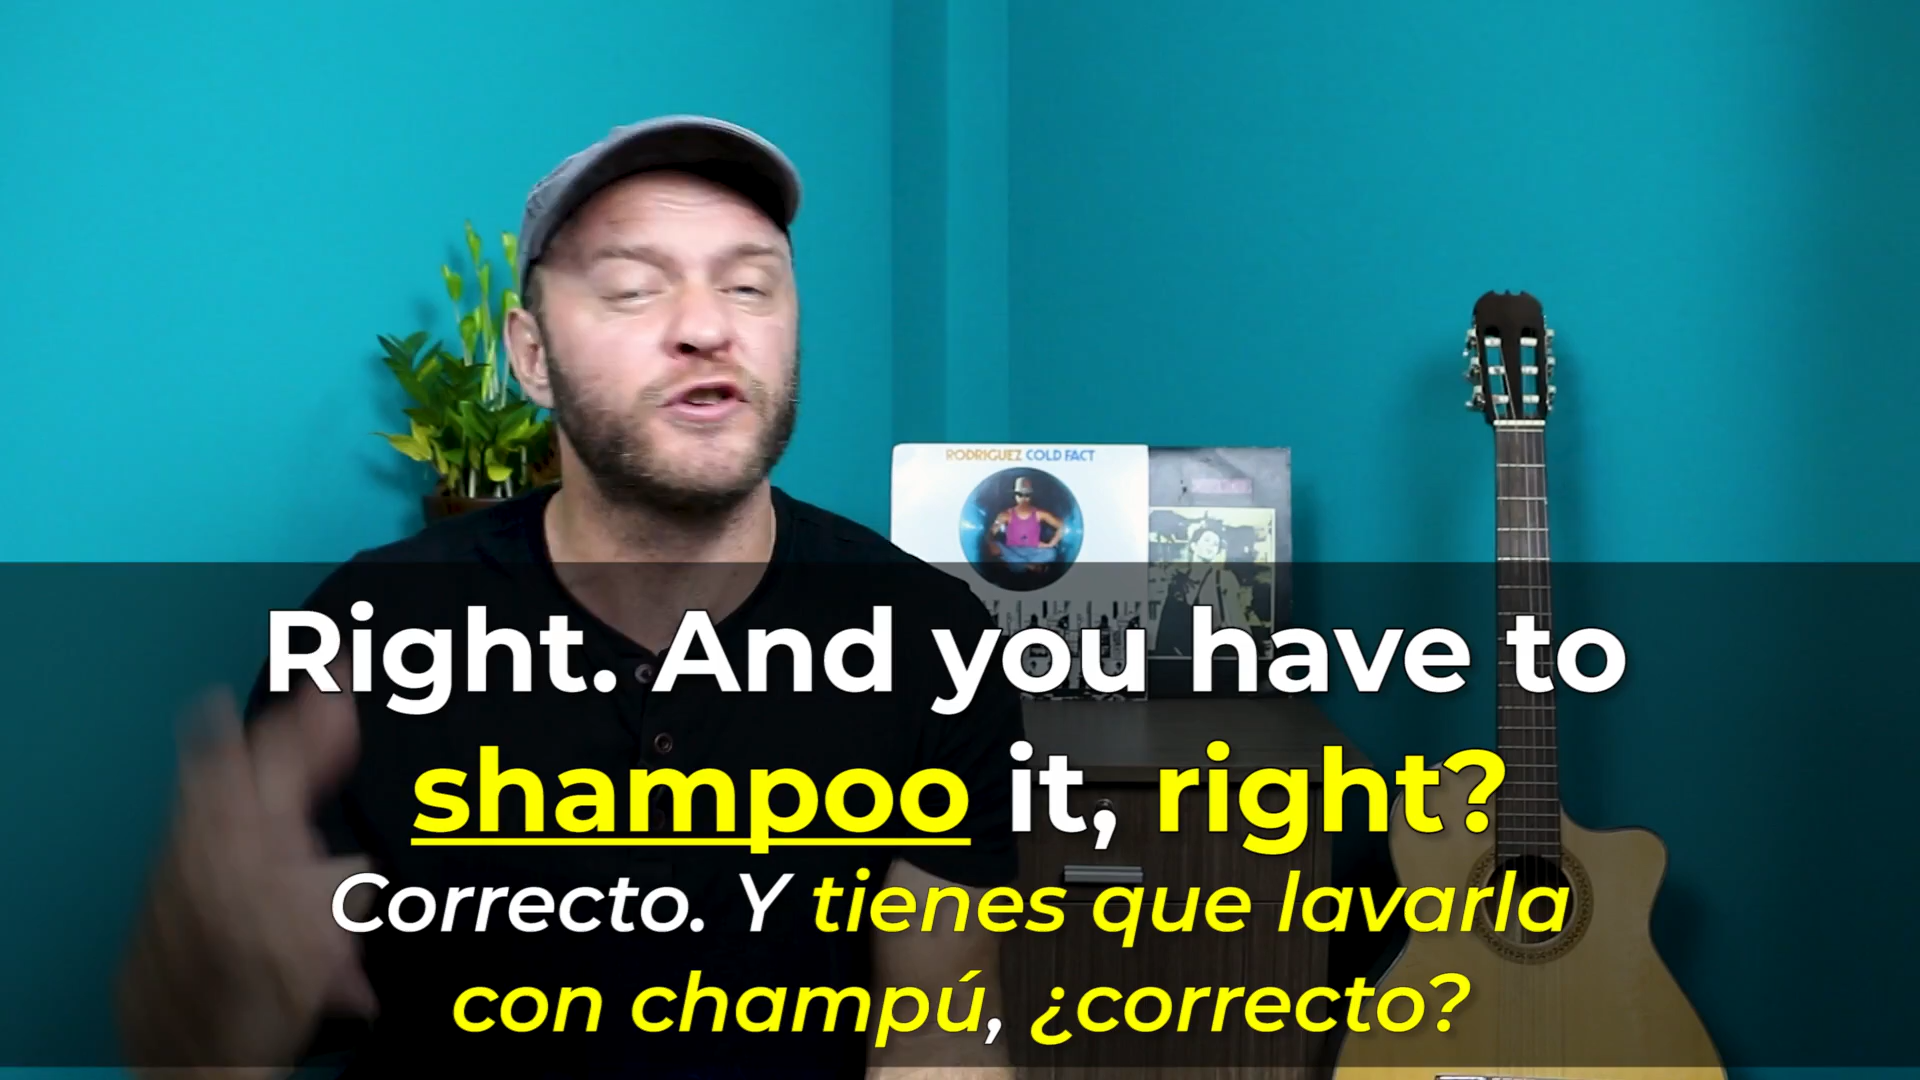 RODRIGUEZ COLD FACT
Right. And you have to
shampoo it, right?
Correcto. Y tienes que lavarla
con champú, ¿correcto?